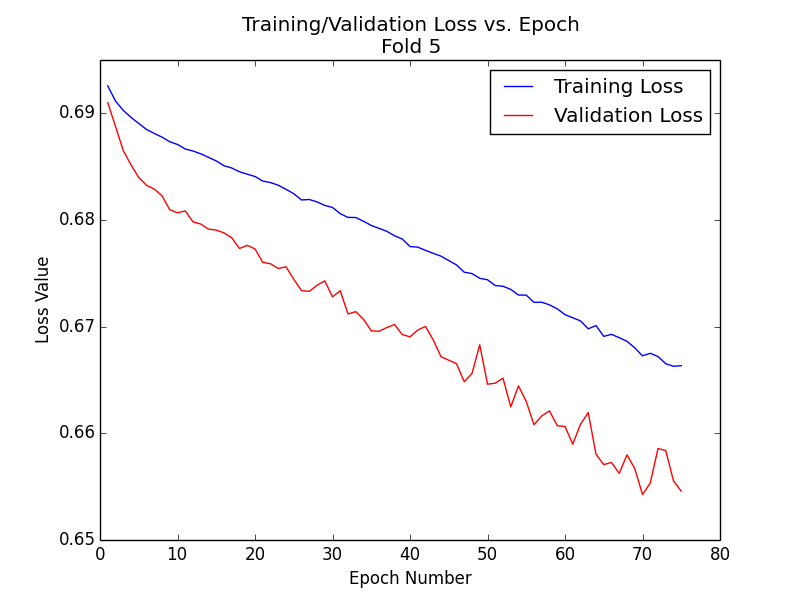 Training/Validation Loss vs. Epoch
Fold 5
Training Loss
Validation Loss
Loss Value
0.69
0.68
0.67
0.66
0.65
0 10 20 30 40 50 60 70 80
Epoch Number